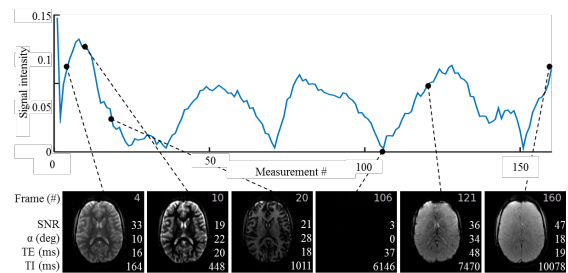 0.15
0.1
0.05
0
Signal intensity
0 50 100 150
Measurement #
Frame (#) 4 10 20 106 121 160
SNR 33 19 21 3 36 47
α (deg) 10 22 28 0 34 18
TE (ms) 16 20 18 37 48 19
TI (ms) 164 448 1011 6146 7470 10078